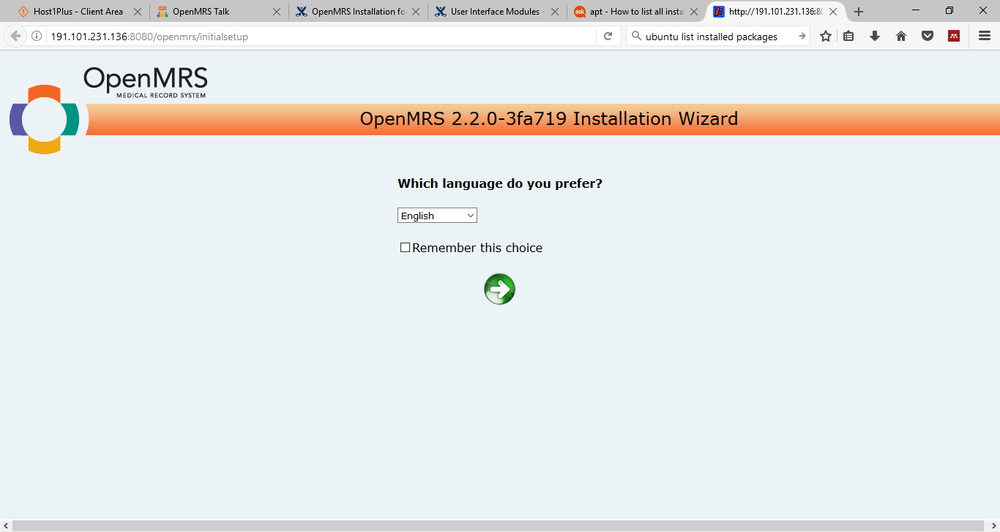 Host1Plus - Client Area
OpenMRS Talk
OpenMRS Installation fo
User Interface Modules -
ask
apt - How to list all insta
http://191.101.231.136:80
191.101.231.136:8080/openmrs/initialsetup
ubuntu list installed packages
OpenMRS
MEDICAL RECORD SYSTEM
OpenMRS 2.2.0-3fa719 Installation Wizard
Which language do you prefer?
English
Remember this choice